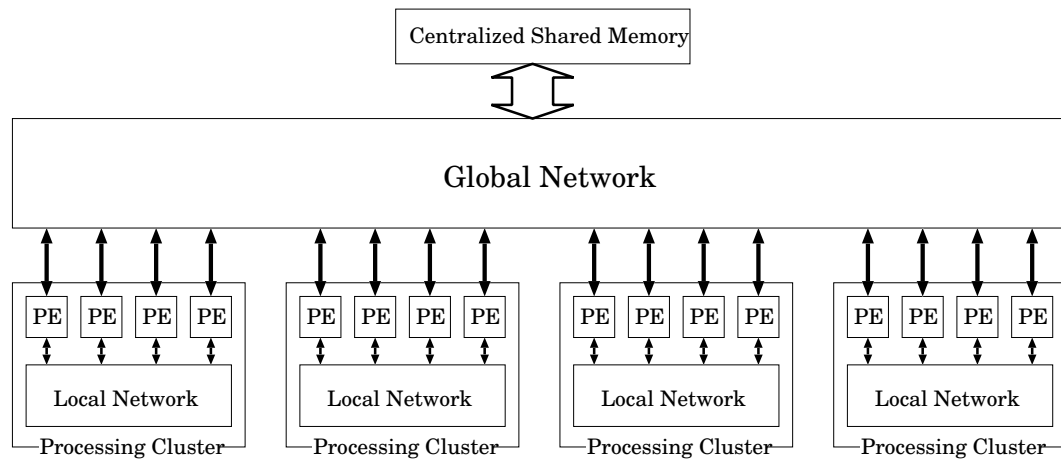 Centralized Shared Memory
Global Network
PE PE PE PE PE PE PE PE PE PE PE PE PE PE PE PE
Local Network Local Network Local Network Local Network
Processing Cluster Processing Cluster Processing Cluster Processing Cluster